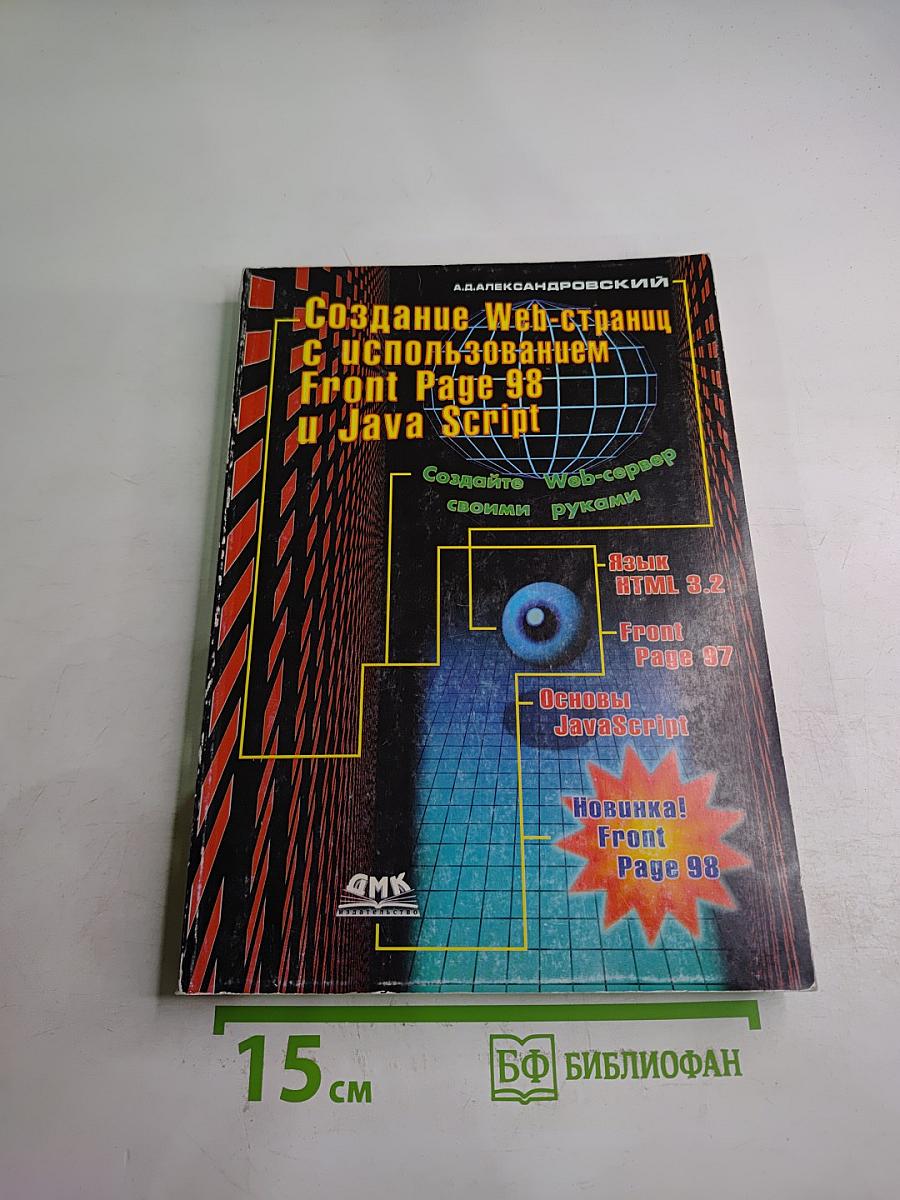 А.Д.АЛЕКСАНДРОВСКИЙ
Создание Web-страниц
с использованием
Front Page 98
и Java Script
Создайте Web-сервер
своими руками
Язык
HTML 3.2
Front
Page 97
Основы
JavaScript
Новинка!
Front
Page 98
ДМК
издательство
15 см
БФ БИБЛИОФАН